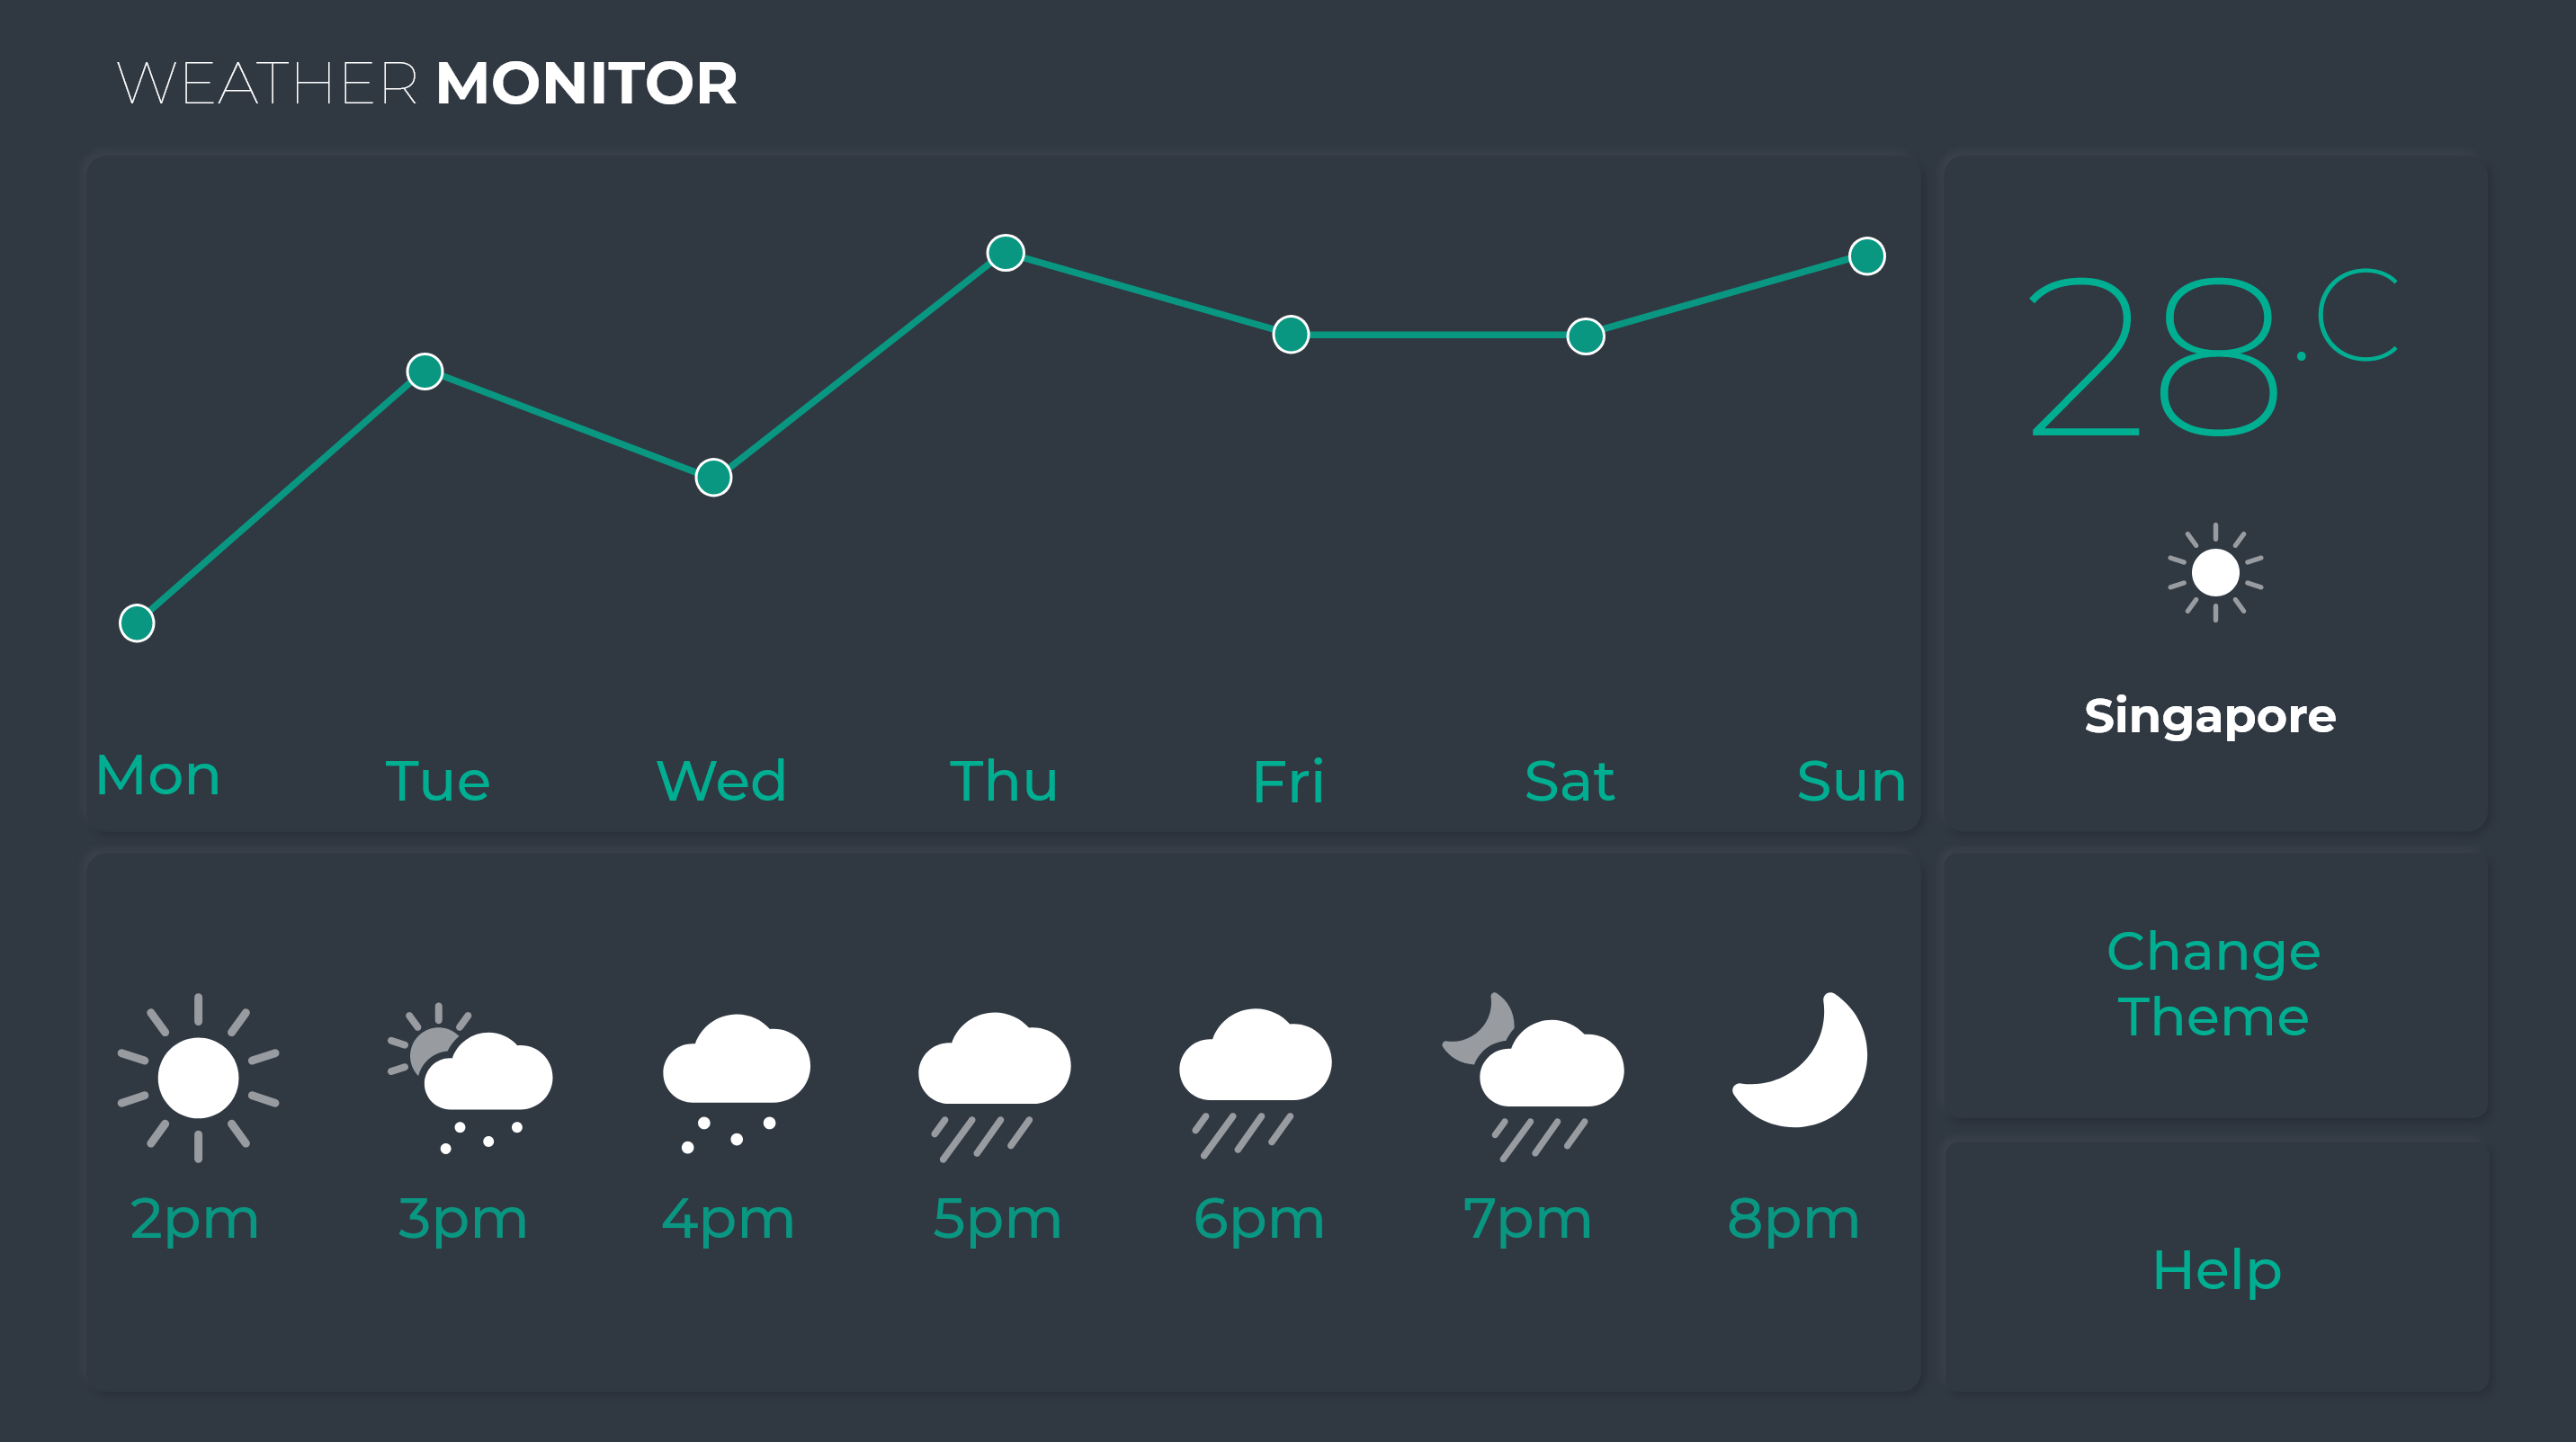 WEATHER MONITOR
28.C
Singapore
Mon Tue Wed Thu Fri Sat Sun
2pm 3pm 4pm 5pm 6pm 7pm 8pm
Change
Theme
Help